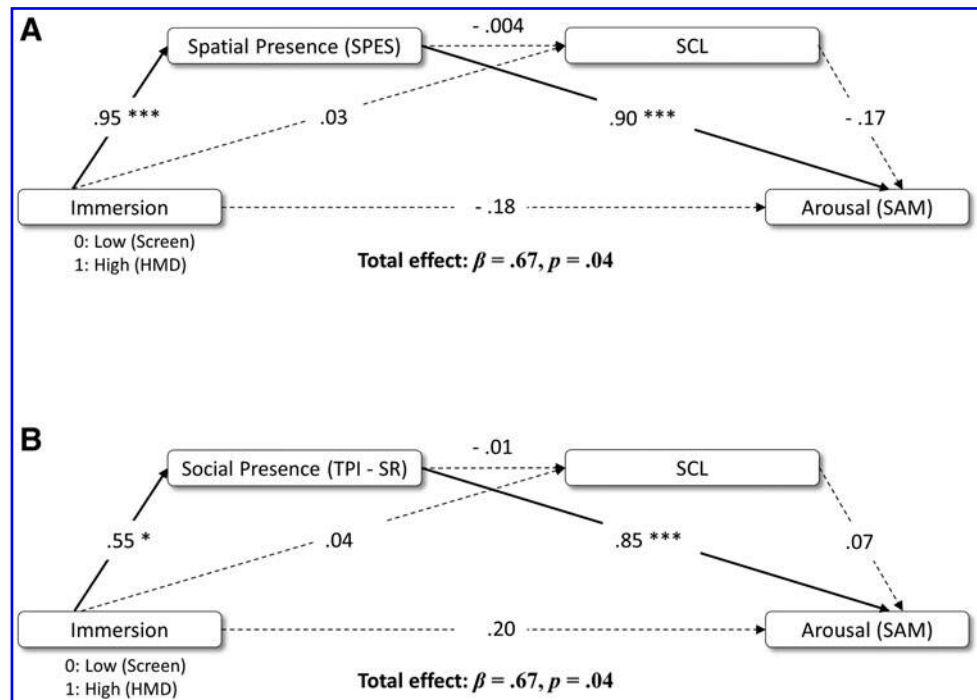 A
- .004
Spatial Presence (SPES)
SCL
.95 ***
.03
.90 ***
- .17
Immersion
- .18
Arousal (SAM)
0: Low (Screen)
1: High (HMD)
Total effect: β = .67, p = .04
B
- .01
Social Presence (TPI - SR)
SCL
.55 *
.04
.85 ***
.07
Immersion
.20
Arousal (SAM)
0: Low (Screen)
1: High (HMD)
Total effect: β = .67, p = .04